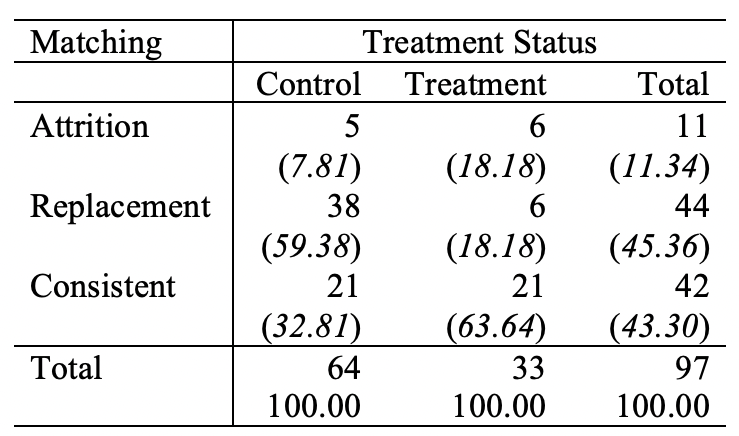 Matching Treatment Status
Control Treatment Total
Attrition 5 6 11
(7.81) (18.18) (11.34)
Replacement 38 6 44
(59.38) (18.18) (45.36)
Consistent 21 21 42
(32.81) (63.64) (43.30)
Total 64 33 97
100.00 100.00 100.00